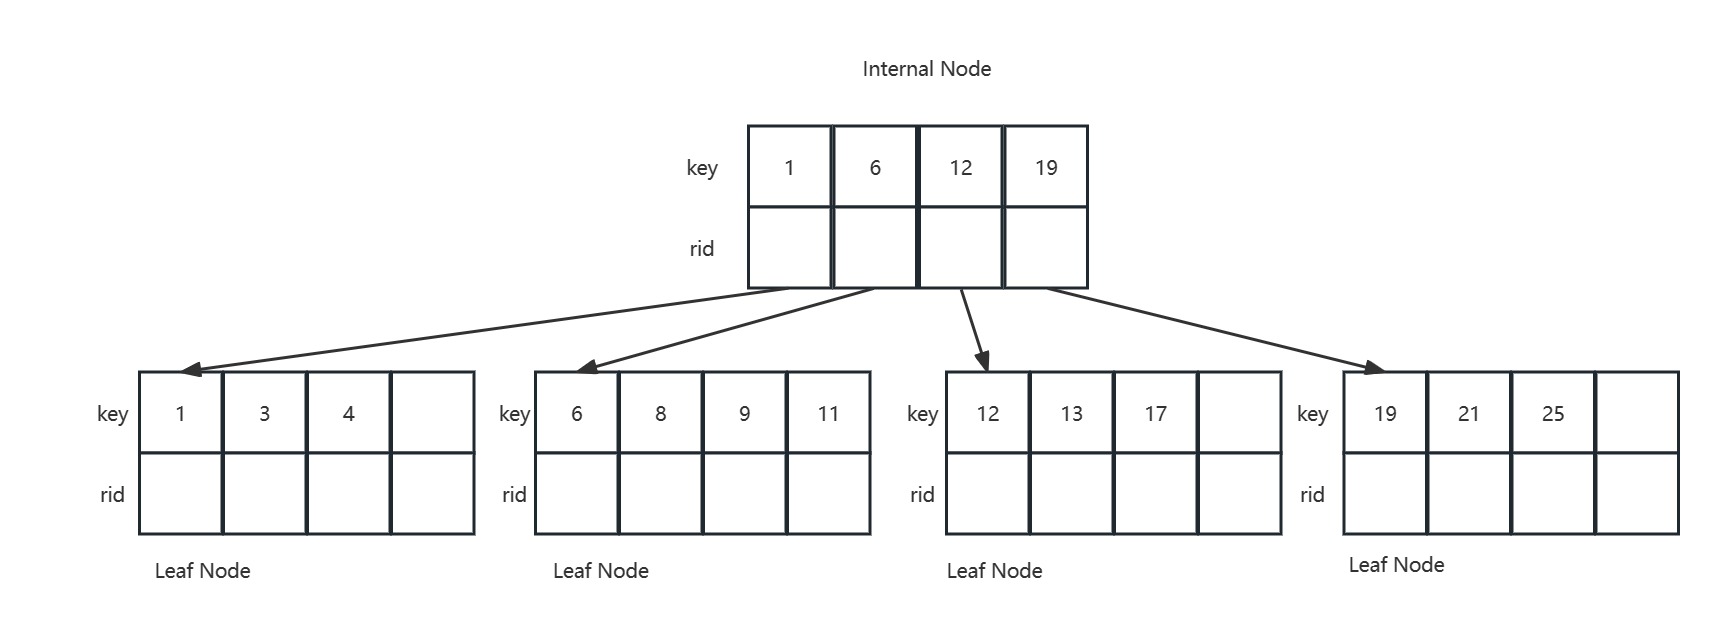 Internal Node
key 1 6 12 19
rid
key 1 3 4 key 6 8 9 11 key 12 13 17 key 19 21 25
rid rid rid rid
Leaf Node Leaf Node Leaf Node Leaf Node